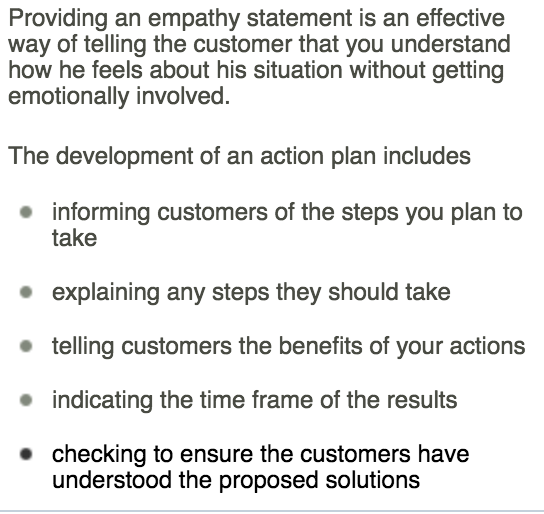 Providing an empathy statement is an effective
way of telling the customer that you understand
how he feels about his situation without getting
emotionally involved.
The development of an action plan includes
informing customers of the steps you plan to
take
explaining any steps they should take
telling customers the benefits of your actions
indicating the time frame of the results
checking to ensure the customers have
understood the proposed solutions